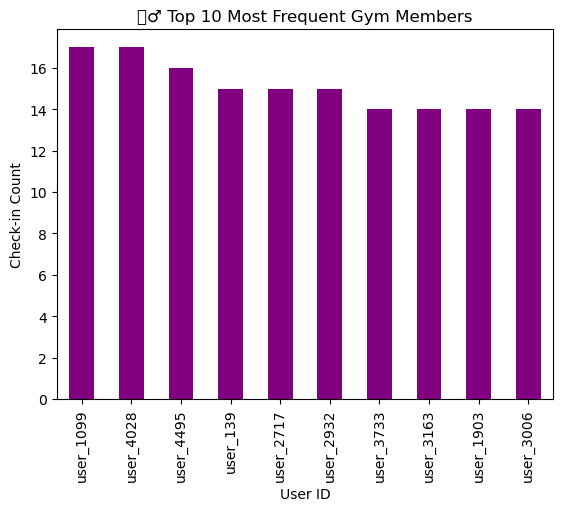 ♂ Top 10 Most Frequent Gym Members
Check-in Count
16
14
12
10
8
6
4
2
0
user_1099
user_4028
user_4495
user_139
user_2717
user_2932
user_3733
user_3163
user_1903
user_3006
User ID